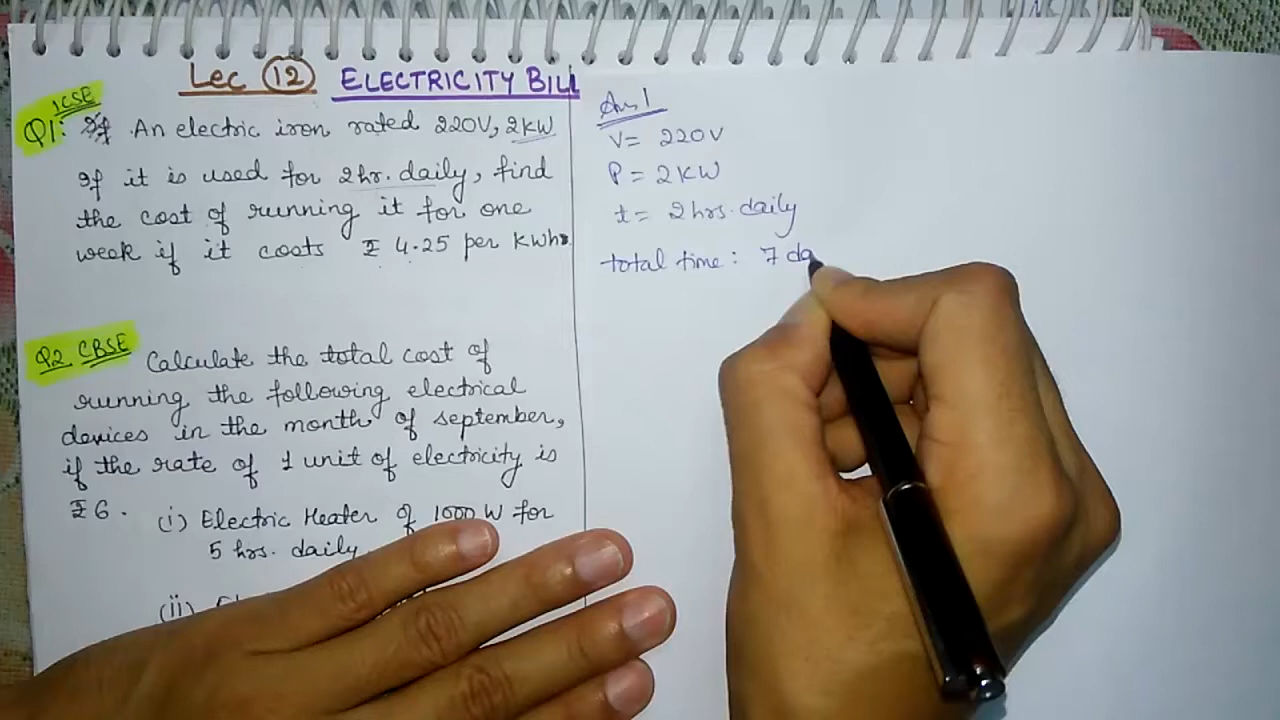 Lec 12 ELECTRICITY BILL
ICSE
Q1: An electric iron rated 220V, 2KW
If it is used for 2hr. daily, find
the cost of running it for one
week if it costs ₹ 4.25 per KWh.
Q2 CBSE Calculate the total cost of
running the following electrical
devices in the month of september,
if the rate of 1 unit of electricity is
₹6.
(i) Electric Heater of 1000 W for
5 hrs. daily.
(ii)
Ans 1
V = 220V
P = 2KW
t = 2hrs. daily
total time: 7 da